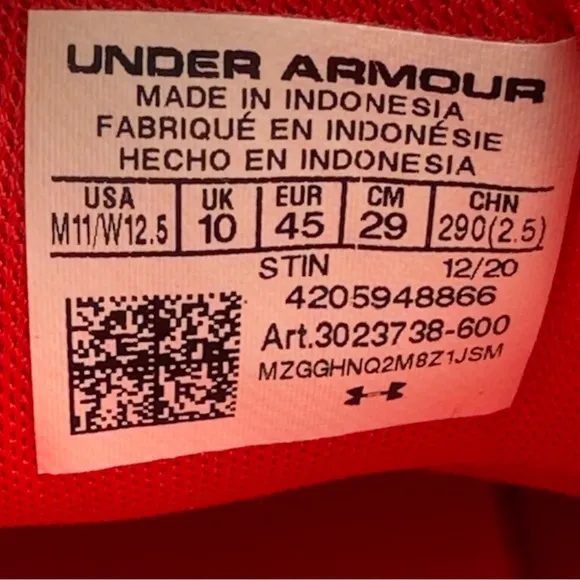 UNDER ARMOUR
MADE IN INDONESIA
FABRIQUÉ EN INDONÉSIE
HECHO EN INDONESIA
USA UK EUR CM CHN
M11/W12.5 10 45 29 290(2.5)
STIN 12/20
4205948866
Art.3023738-600
MZGGHNQ2M8Z1JSM